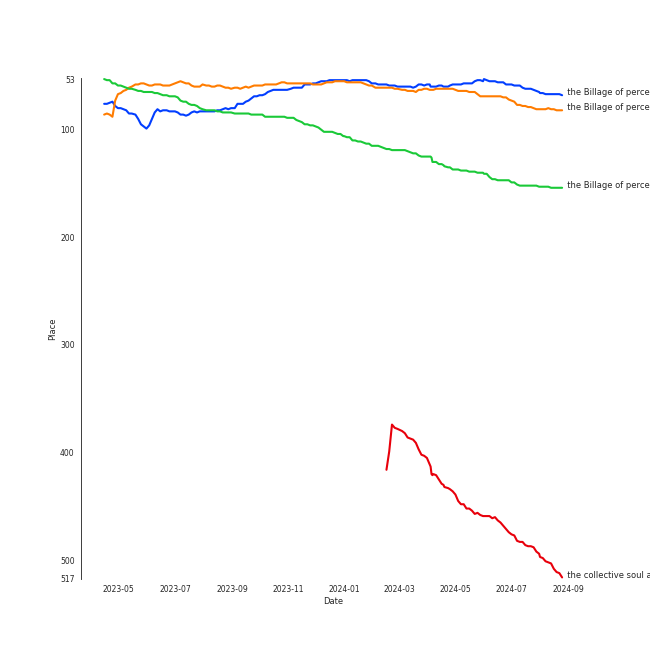 53
100
200
300
400
500
517
Place
2023-05
2023-07
2023-09
2023-11
2024-01
2024-03
2024-05
2024-07
2024-09
Date
the Billage of perce
the Billage of perce
the Billage of perce
the collective soul a